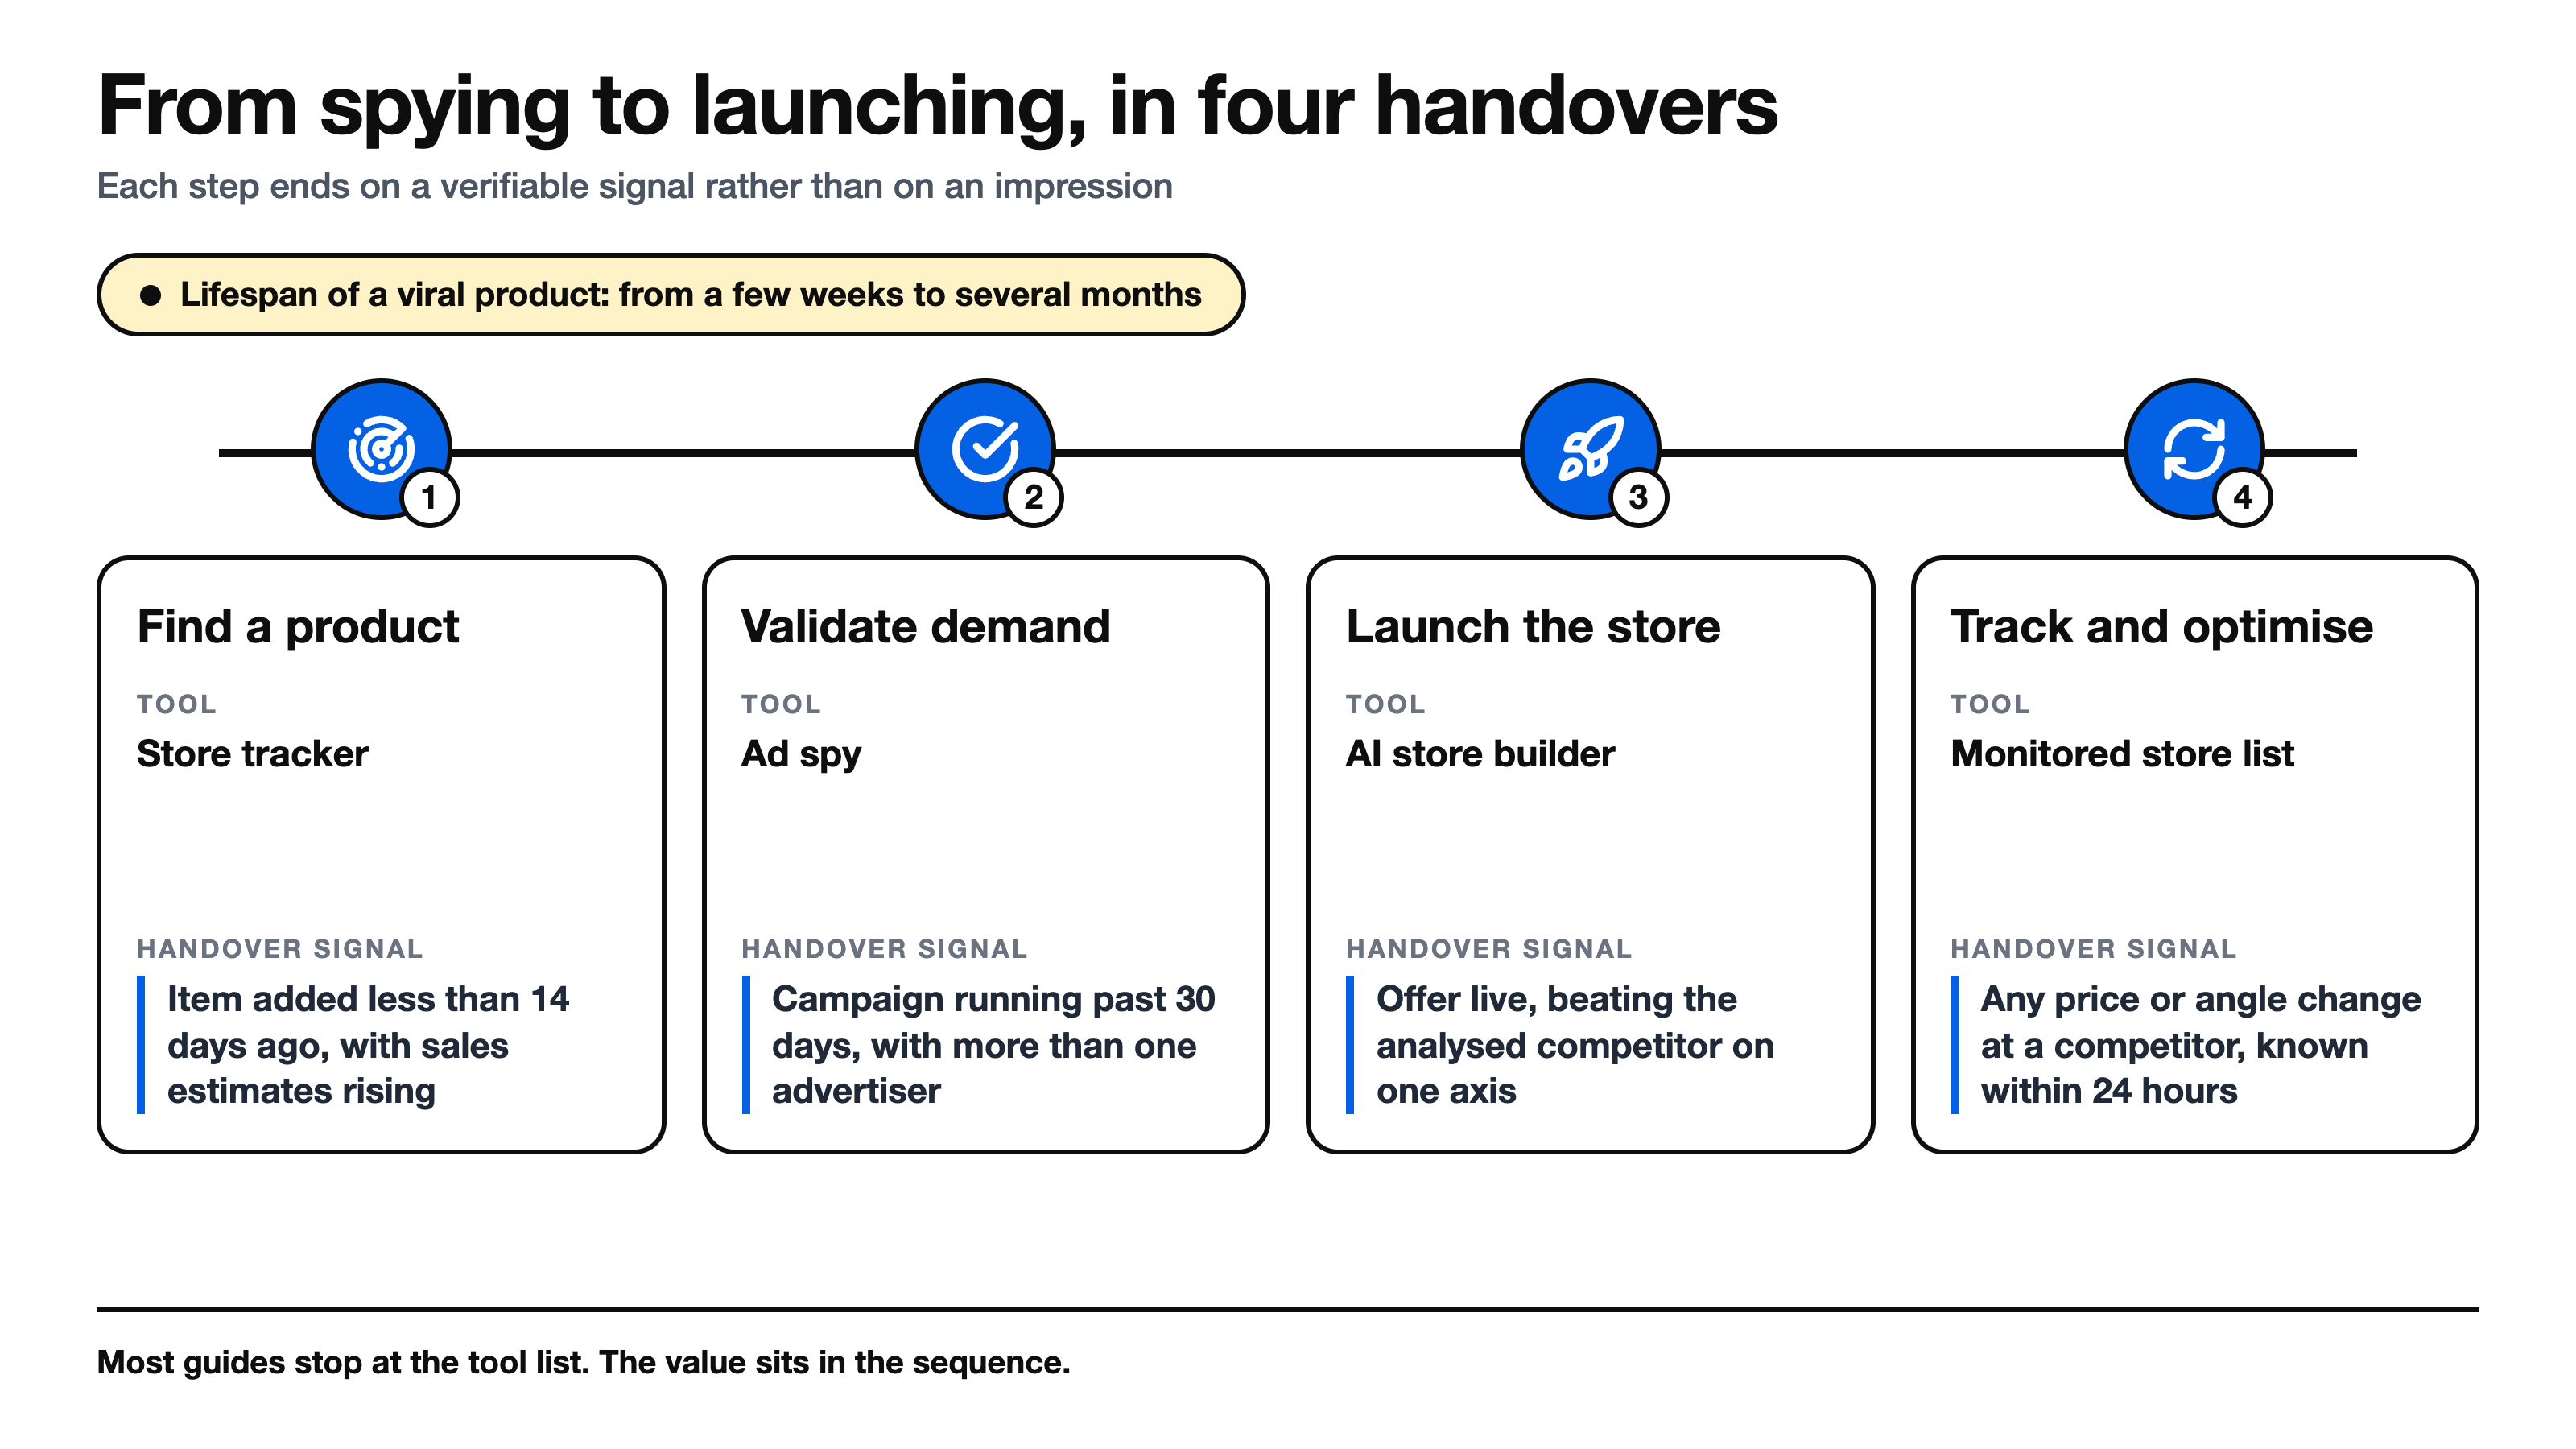 From spying to launching, in four handovers
Each step ends on a verifiable signal rather than on an impression
Lifespan of a viral product: from a few weeks to several months
1
2
3
4
Find a product
TOOL
Store tracker
HANDOVER SIGNAL
Item added less than 14
days ago, with sales
estimates rising
Validate demand
TOOL
Ad spy
HANDOVER SIGNAL
Campaign running past 30
days, with more than one
advertiser
Launch the store
TOOL
AI store builder
HANDOVER SIGNAL
Offer live, beating the
analysed competitor on
one axis
Track and optimise
TOOL
Monitored store list
HANDOVER SIGNAL
Any price or angle change
at a competitor, known
within 24 hours
Most guides stop at the tool list. The value sits in the sequence.